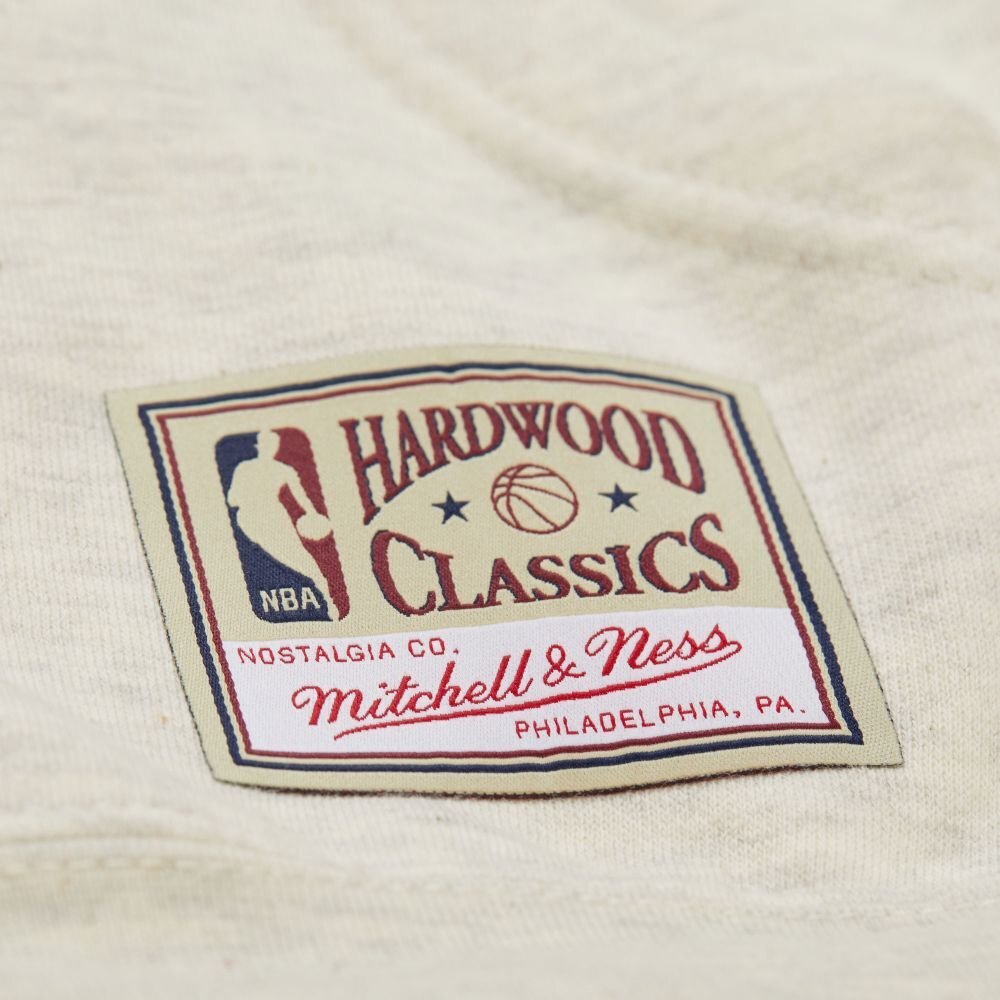 HARDWOOD
CLASSICS
NBA
NOSTALGIA CO.
Mitchell & Ness
PHILADELPHIA, PA.